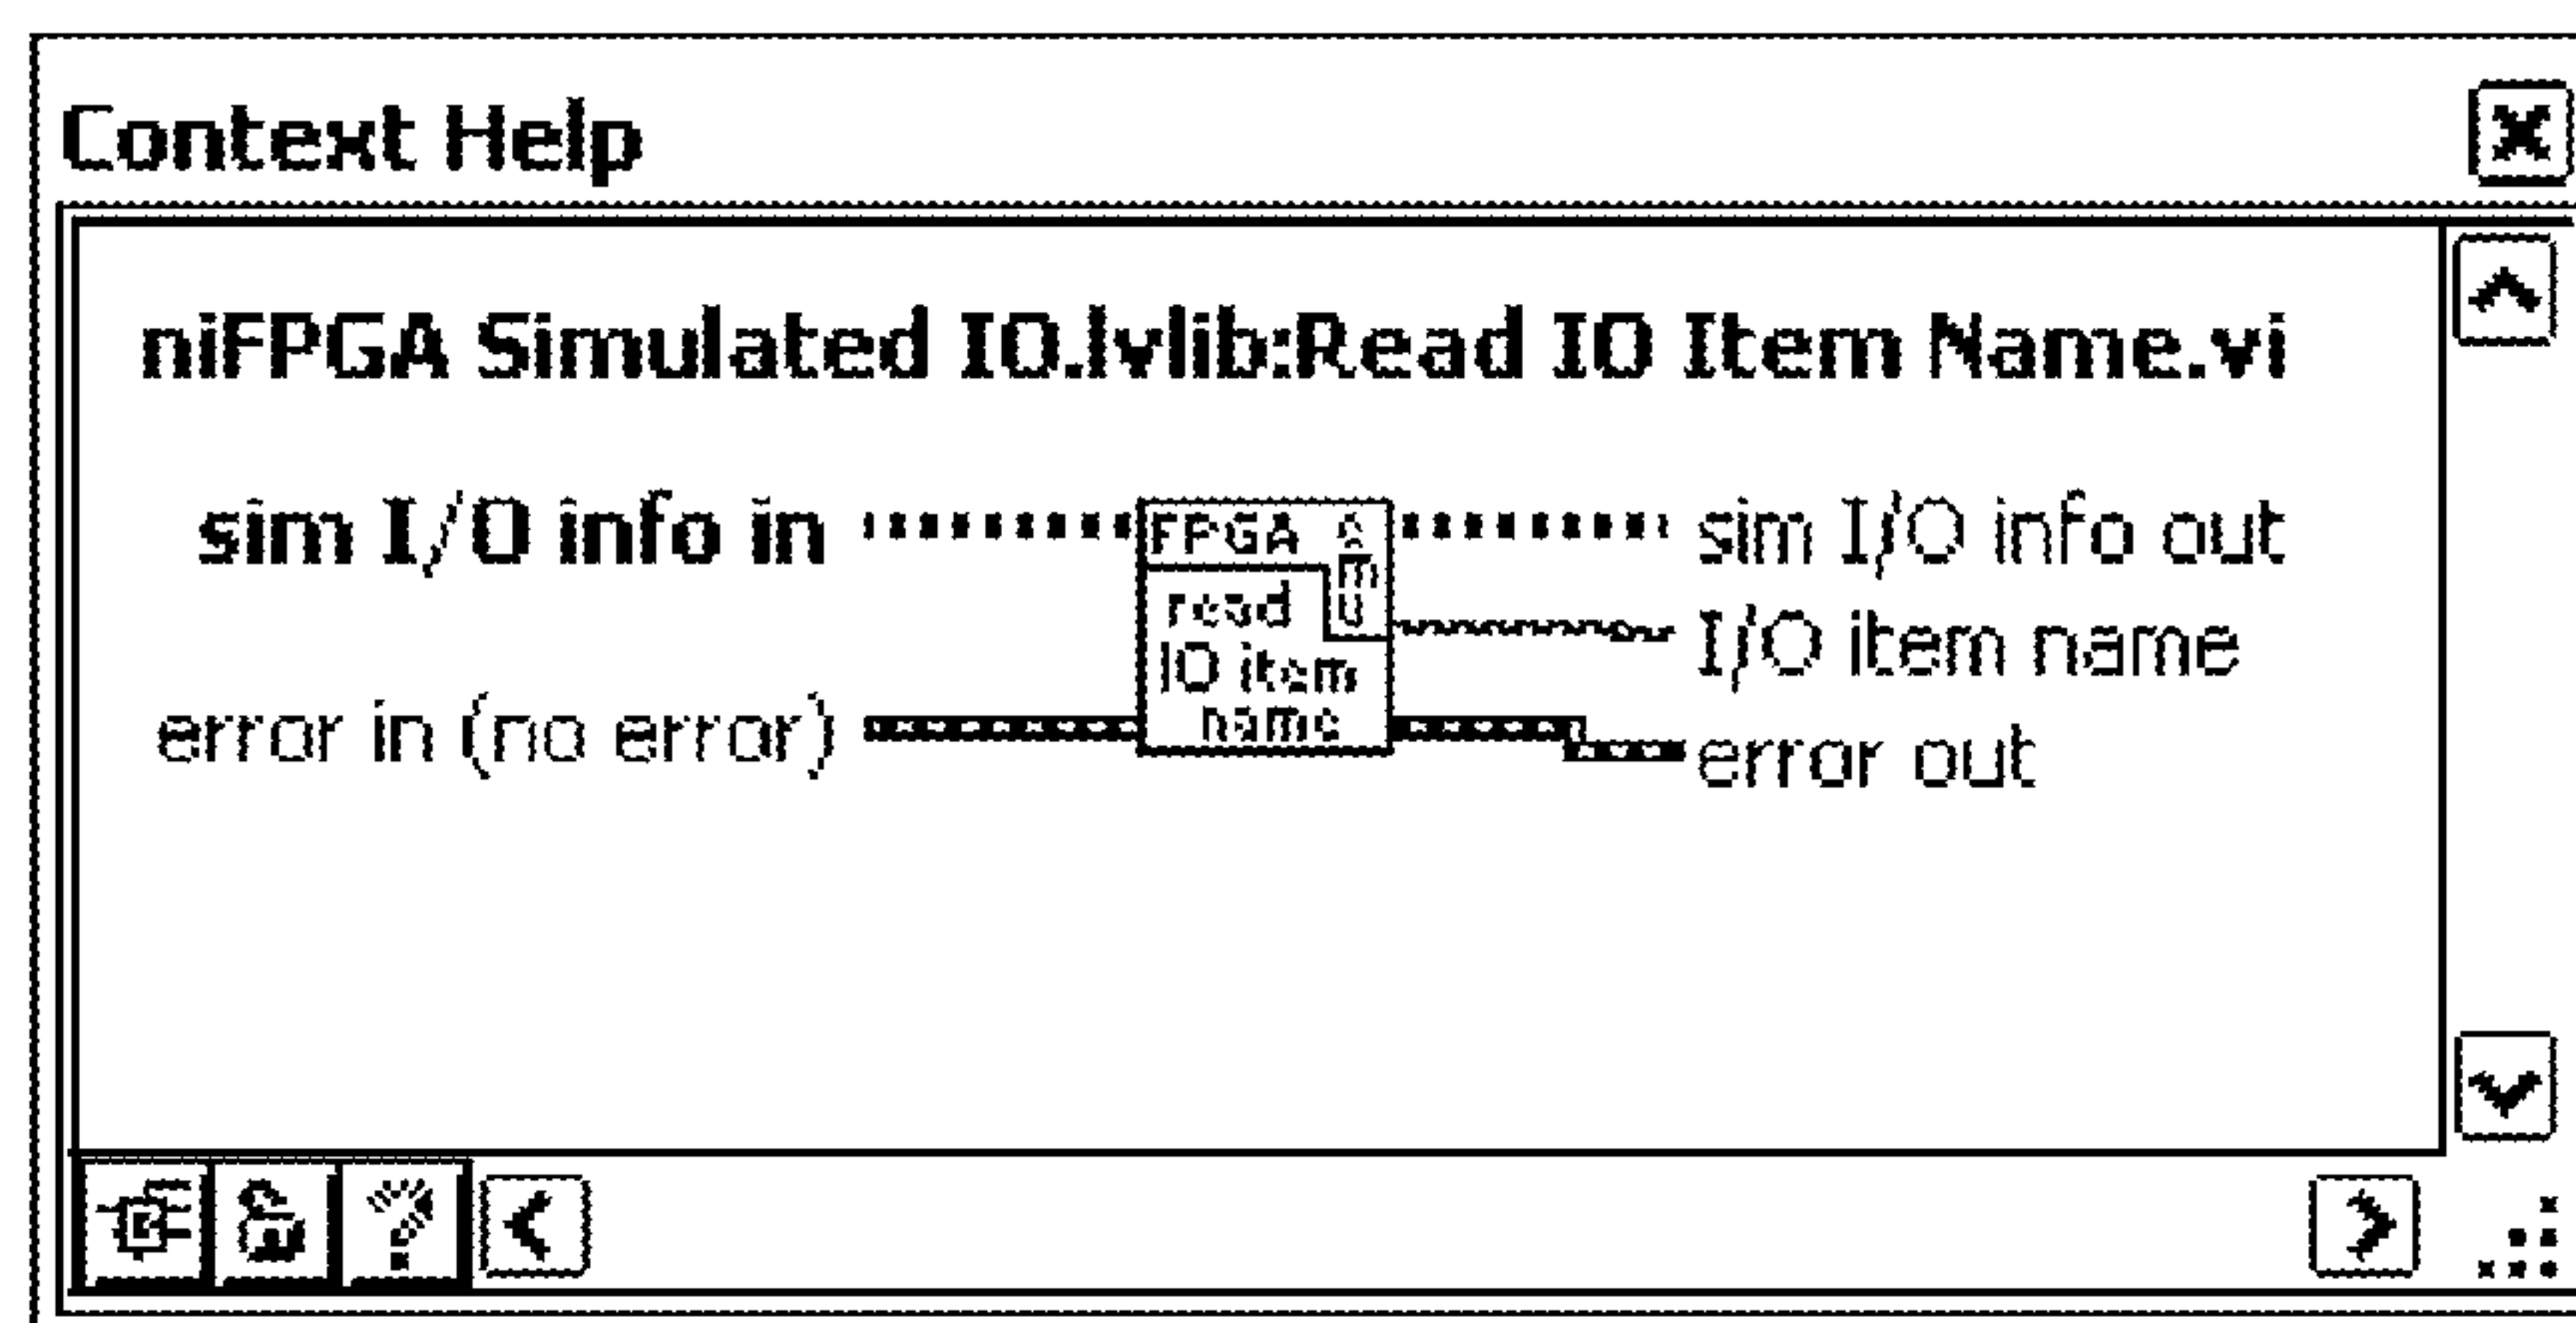 Context Help
niFPGA Simulated IO.lvlib:Read IO Item Name.vi
sim I/O info in
FPGA
sim I/O info out
read
I/O item name
IO item
error in (no error)
name
error out